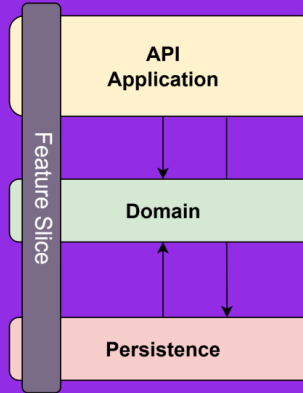 API
Application
Feature Slice
Domain
Persistence